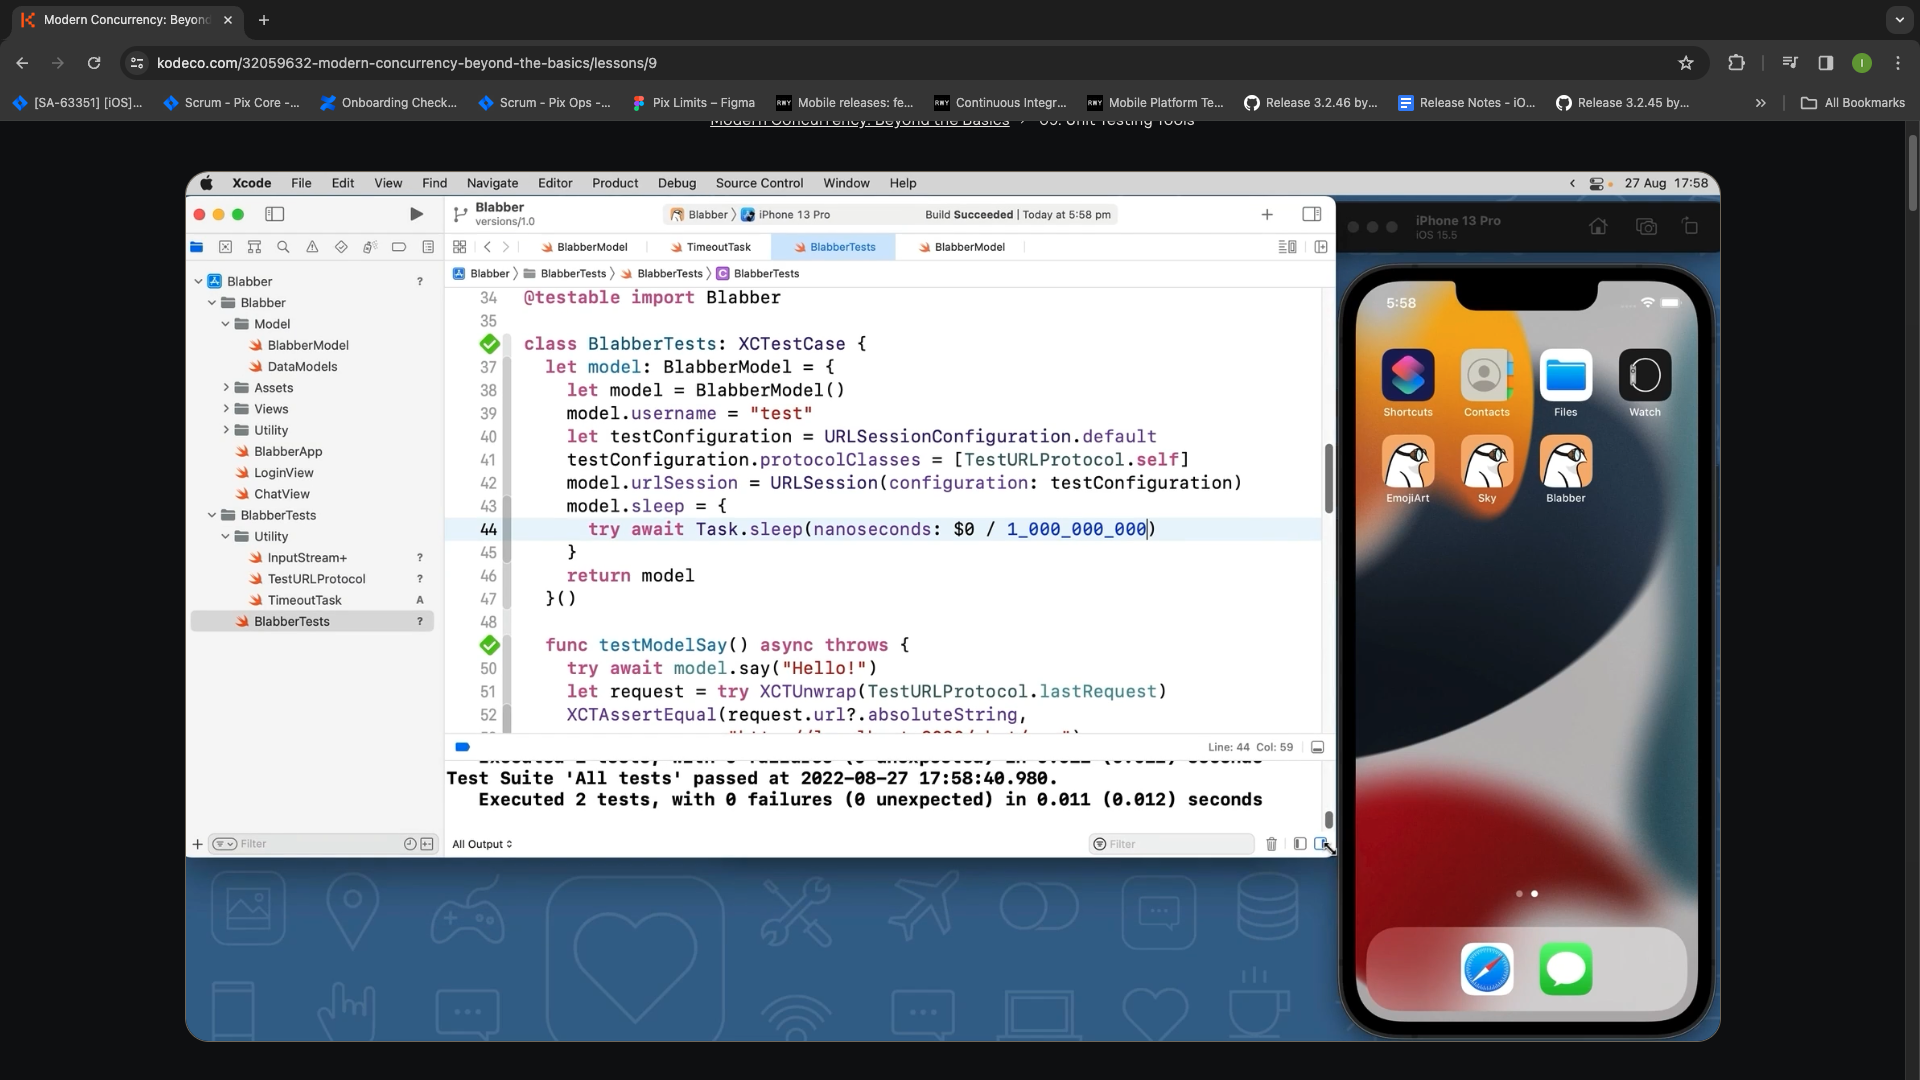 Modern Concurrency: Beyond
kodeco.com/32059632-modern-concurrency-beyond-the-basics/lessons/9
I
[SA-63351] [iOS]...
Scrum - Pix Core -...
Onboarding Check...
Scrum - Pix Ops -...
Pix Limits – Figma
RWY Mobile releases: fe...
RWY Continuous Integr...
RWY Mobile Platform Te...
Release 3.2.46 by...
Release Notes - iO...
Release 3.2.45 by...
All Bookmarks
Modern Concurrency: Beyond the Basics › 09. Unit Testing Tools
Xcode File Edit View Find Navigate Editor Product Debug Source Control Window Help
27 Aug 17:58
Blabber
versions/1.0
Blabber 〉 iPhone 13 Pro
Build Succeeded | Today at 5:58 pm
iPhone 13 Pro
iOS 15.5
BlabberModel
TimeoutTask
BlabberTests
BlabberModel
Blabber 〉 BlabberTests 〉 BlabberTests 〉 C BlabberTests
Blabber ?
Blabber
Model
BlabberModel
DataModels
Assets
Views
Utility
BlabberApp
LoginView
ChatView
BlabberTests
Utility
InputStream+ ?
TestURLProtocol ?
TimeoutTask A
BlabberTests ?
Filter
34 @testable import Blabber
35
class BlabberTests: XCTestCase {
37 let model: BlabberModel = {
38 let model = BlabberModel()
39 model.username = "test"
40 let testConfiguration = URLSessionConfiguration.default
41 testConfiguration.protocolClasses = [TestURLProtocol.self]
42 model.urlSession = URLSession(configuration: testConfiguration)
43 model.sleep = {
44 try await Task.sleep(nanoseconds: $0 / 1_000_000_000)
45 }
46 return model
47 }()
48
func testModelSay() async throws {
50 try await model.say("Hello!")
51 let request = try XCTUnwrap(TestURLProtocol.lastRequest)
52 XCTAssertEqual(request.url?.absoluteString,
Line: 44 Col: 59
Test Suite 'All tests' passed at 2022-08-27 17:58:40.980.
Executed 2 tests, with 0 failures (0 unexpected) in 0.011 (0.012) seconds
All Output
Filter
5:58
Shortcuts
Contacts
Files
Watch
EmojiArt
Sky
Blabber